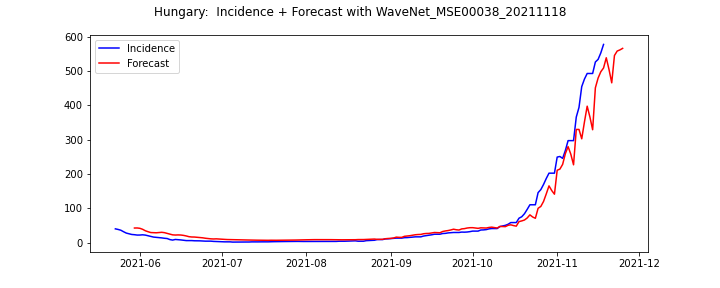 Hungary:  Incidence + Forecast with WaveNet_MSE00038_20211118
600
Incidence
Forecast
500
400
300
200
100
0
2021-06 2021-07 2021-08 2021-09 2021-10 2021-11 2021-12